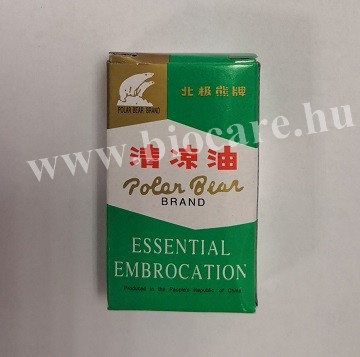 POLAR BEAR BRAND
北极熊牌
清凉油
www.biocare.hu
Polar Bear
BRAND
ESSENTIAL
EMBROCATION
Produced in the People's Republic of China